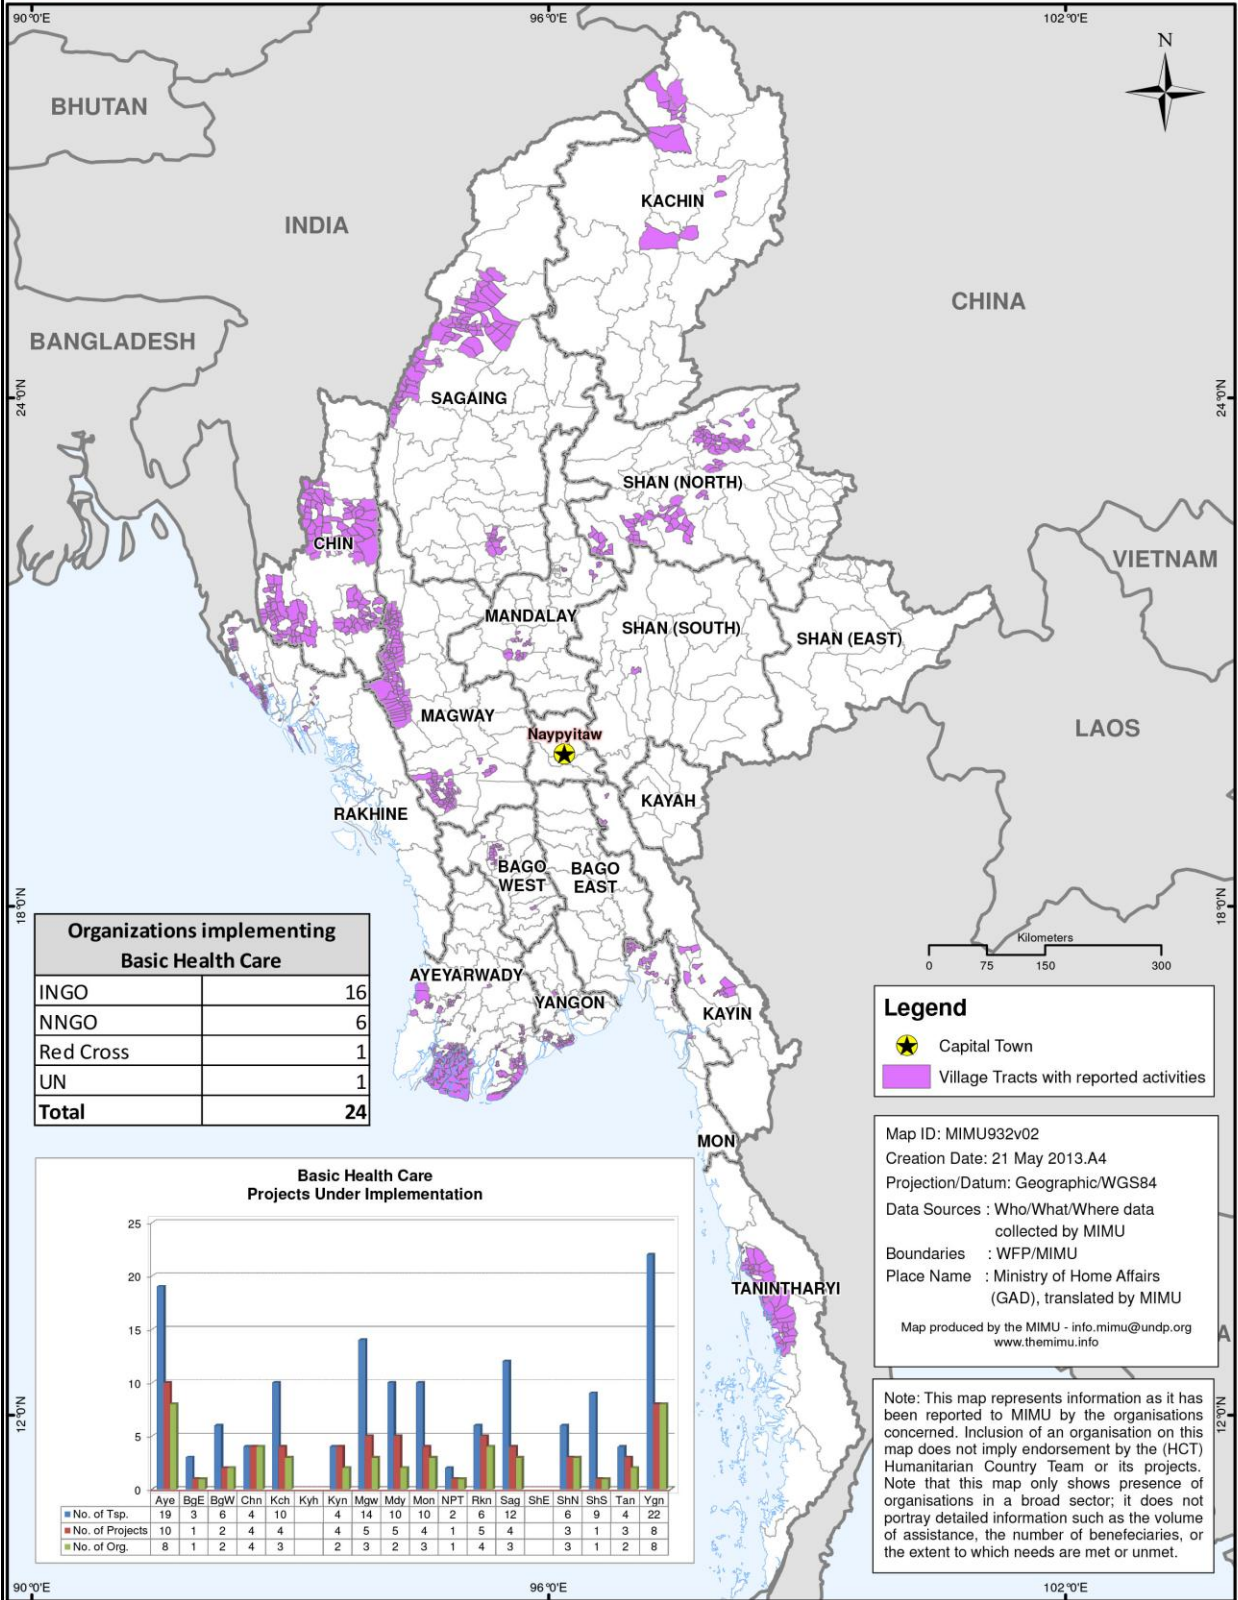 90°0'E 96°0'E 102°0'E
N
BHUTAN
KACHIN
INDIA
CHINA
BANGLADESH
24°0'N 24°0'N
SAGAING
SHAN (NORTH)
CHIN
VIETNAM
MANDALAY
SHAN (SOUTH)
SHAN (EAST)
MAGWAY
LAOS
Naypyitaw
KAYAH
RAKHINE
BAGO
WEST
BAGO
EAST
18°0'N 18°0'N
Organizations implementing
Basic Health Care
INGO 16
NNGO 6
Red Cross 1
UN 1
Total 24
AYEYARWADY
YANGON
KAYIN
Kilometers
0 75 150 300
Legend
Capital Town
Village Tracts with reported activities
MON
TANINTHARYI
Map ID: MIMU932v02
Creation Date: 21 May 2013.A4
Projection/Datum: Geographic/WGS84
Data Sources : Who/What/Where data
collected by MIMU
Boundaries : WFP/MIMU
Place Name : Ministry of Home Affairs
(GAD), translated by MIMU
Map produced by the MIMU - info.mimu@undp.org
www.themimu.info
Basic Health Care
Projects Under Implementation
25
20
15
10
5
0
Aye BgE BgW Chn Kch Kyh Kyn Mgw Mdy Mon NPT Rkn Sag ShE ShN ShS Tan Ygn
No. of Tsp. 19 3 6 4 10 4 14 10 10 2 6 12 6 9 4 22
No. of Projects 10 1 2 4 4 4 5 5 4 1 5 4 3 1 3 8
No. of Org. 8 1 2 4 3 2 3 2 3 1 4 3 3 1 2 8
12°0'N 12°0'N
Note: This map represents information as it has
been reported to MIMU by the organisations
concerned. Inclusion of an organisation on this
map does not imply endorsement by the (HCT)
Humanitarian Country Team or its projects.
Note that this map only shows presence of
organisations in a broad sector; it does not
portray detailed information such as the volume
of assistance, the number of benefeciaries, or
the extent to which needs are met or unmet.
90°0'E 96°0'E 102°0'E